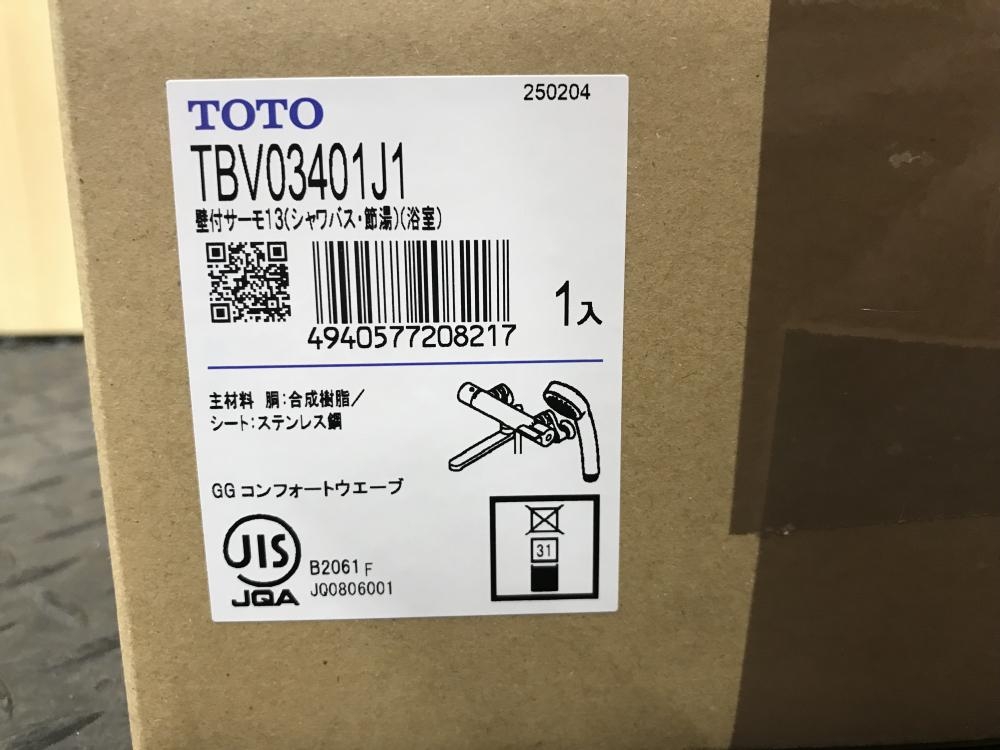 250204
TOTO
TBV03401J1
壁付サーモ13(シャワバス・節湯)(浴室)
1入
4940577208217
主材料 胴:合成樹脂/
シート:ステンレス鋼
GG コンフォートウエーブ
JIS
JQA
B2061 F
JQ0806001
31